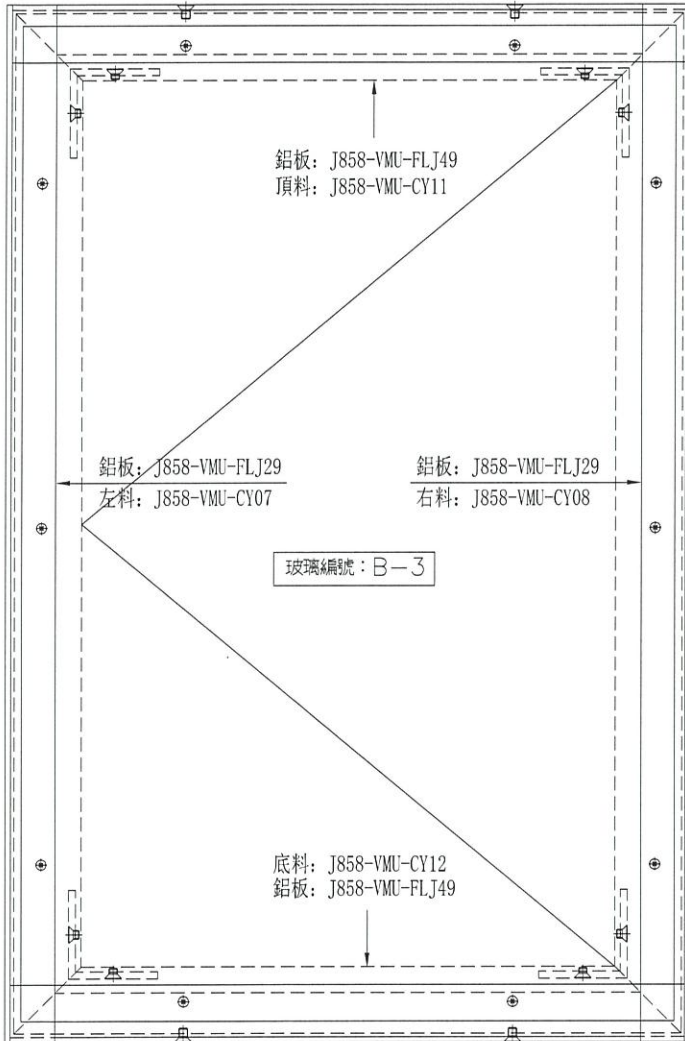 鋁板：J858-VMU-FLJ49
頂料：J858-VMU-CY11
鋁板：J858-VMU-FLJ29
左料：J858-VMU-CY07
鋁板：J858-VMU-FLJ29
右料：J858-VMU-CY08
玻璃編號：B-3
底料：J858-VMU-CY12
鋁板：J858-VMU-FLJ49